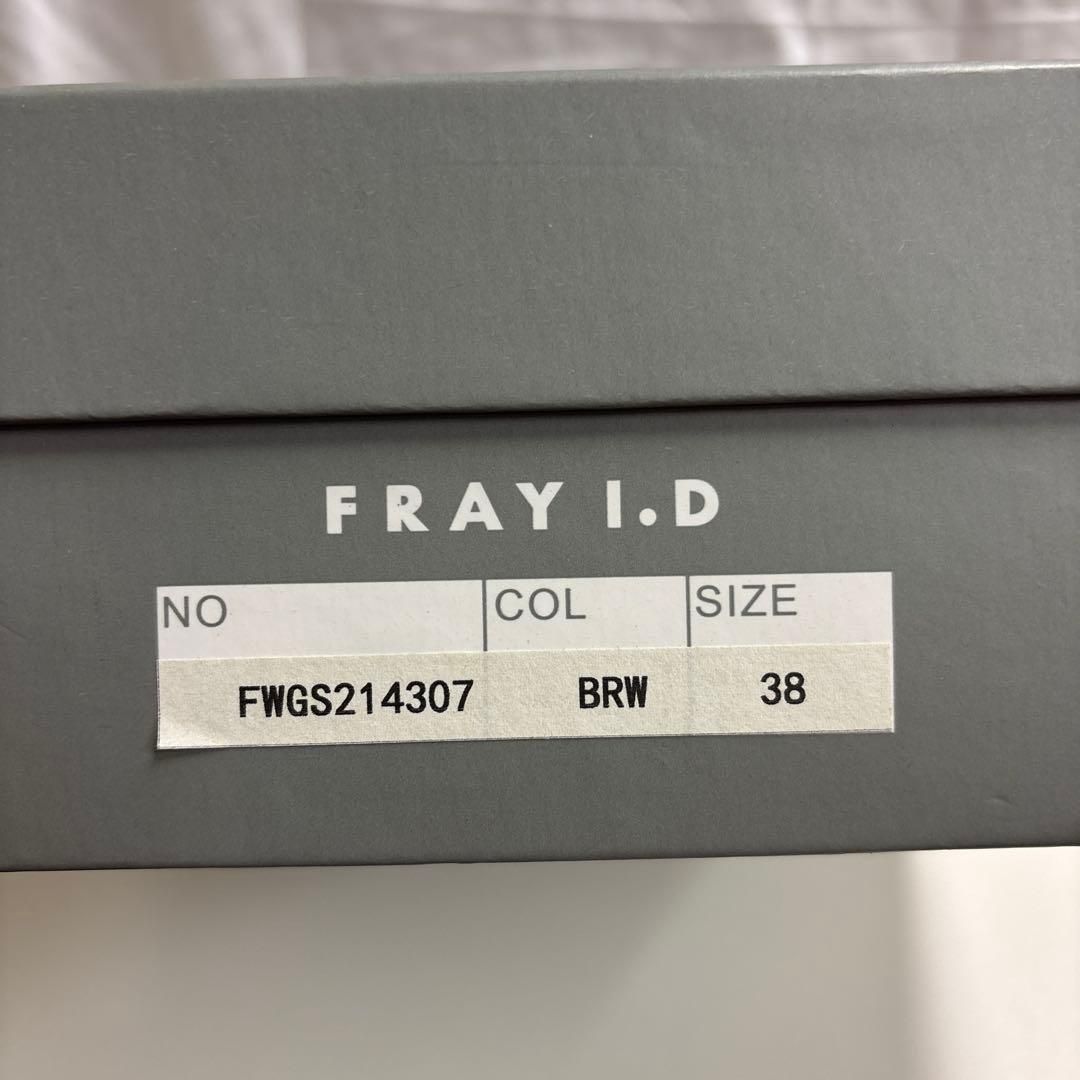 FRAY I.D
NO COL SIZE
FWGS214307 BRW 38